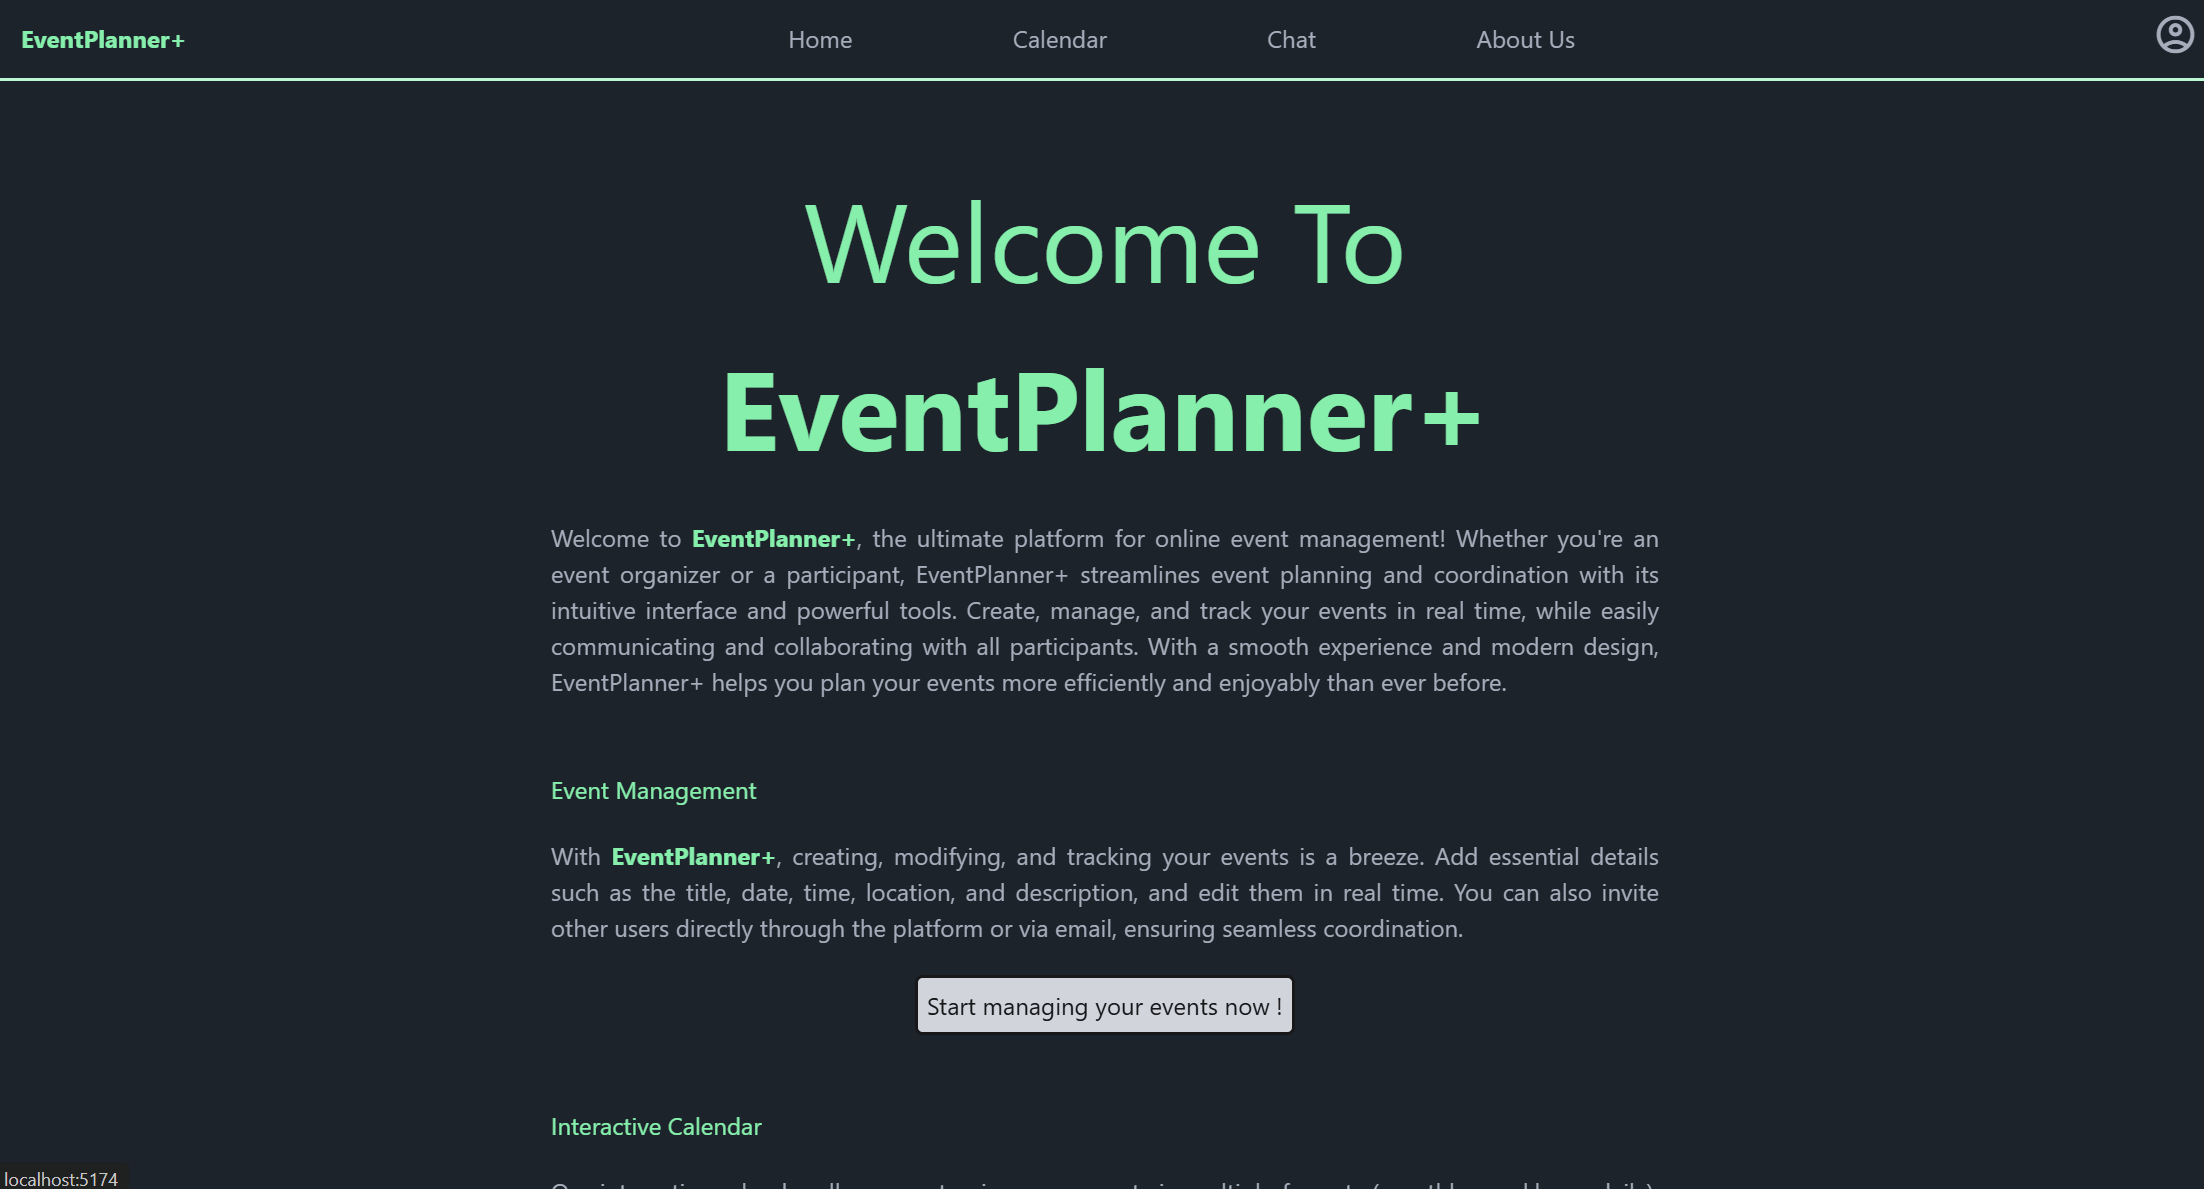 EventPlanner+
Home
Calendar
Chat
About Us
Welcome To
EventPlanner+
Welcome to EventPlanner+, the ultimate platform for online event management! Whether you're an
event organizer or a participant, EventPlanner+ streamlines event planning and coordination with its
intuitive interface and powerful tools. Create, manage, and track your events in real time, while easily
communicating and collaborating with all participants. With a smooth experience and modern design,
EventPlanner+ helps you plan your events more efficiently and enjoyably than ever before.
Event Management
With EventPlanner+, creating, modifying, and tracking your events is a breeze. Add essential details
such as the title, date, time, location, and description, and edit them in real time. You can also invite
other users directly through the platform or via email, ensuring seamless coordination.
Start managing your events now !
Interactive Calendar
localhost:5174